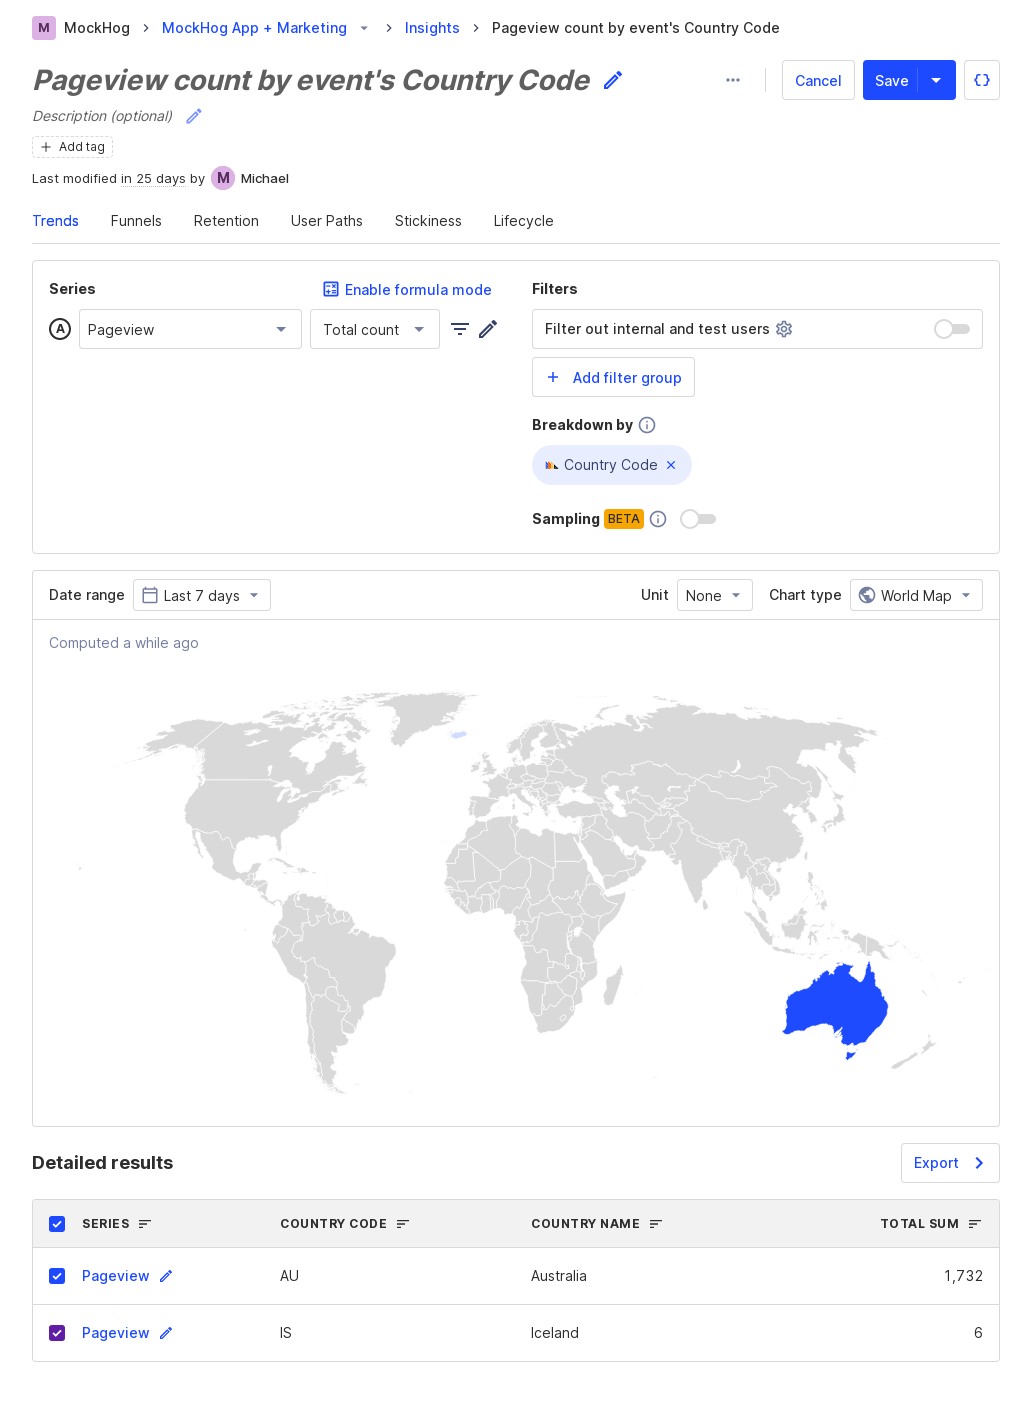 M MockHog > MockHog App + Marketing > Insights > Pageview count by event's Country Code
Pageview count by event's Country Code
Cancel Save {}
Description (optional)
+ Add tag
Last modified in 25 days by M Michael
Trends Funnels Retention User Paths Stickiness Lifecycle
Series Enable formula mode
A Pageview Total count
Filters
Filter out internal and test users
+ Add filter group
Breakdown by
Country Code ×
Sampling BETA
Date range Last 7 days Unit None Chart type World Map
Computed a while ago
Detailed results Export >
SERIES COUNTRY CODE COUNTRY NAME TOTAL SUM
Pageview AU Australia 1,732
Pageview IS Iceland 6